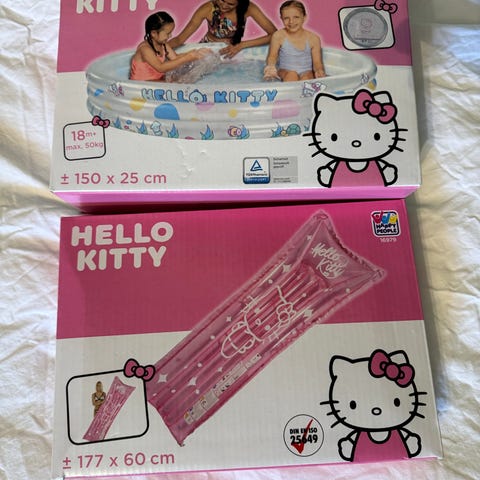 KITTY
HELLO KITTY
18m+
max. 50kg
± 150 x 25 cm
HELLO
KITTY
HAPPY
PEOPLE
16979
Hello
Kitty
DIN EN ISO
25649
± 177 x 60 cm